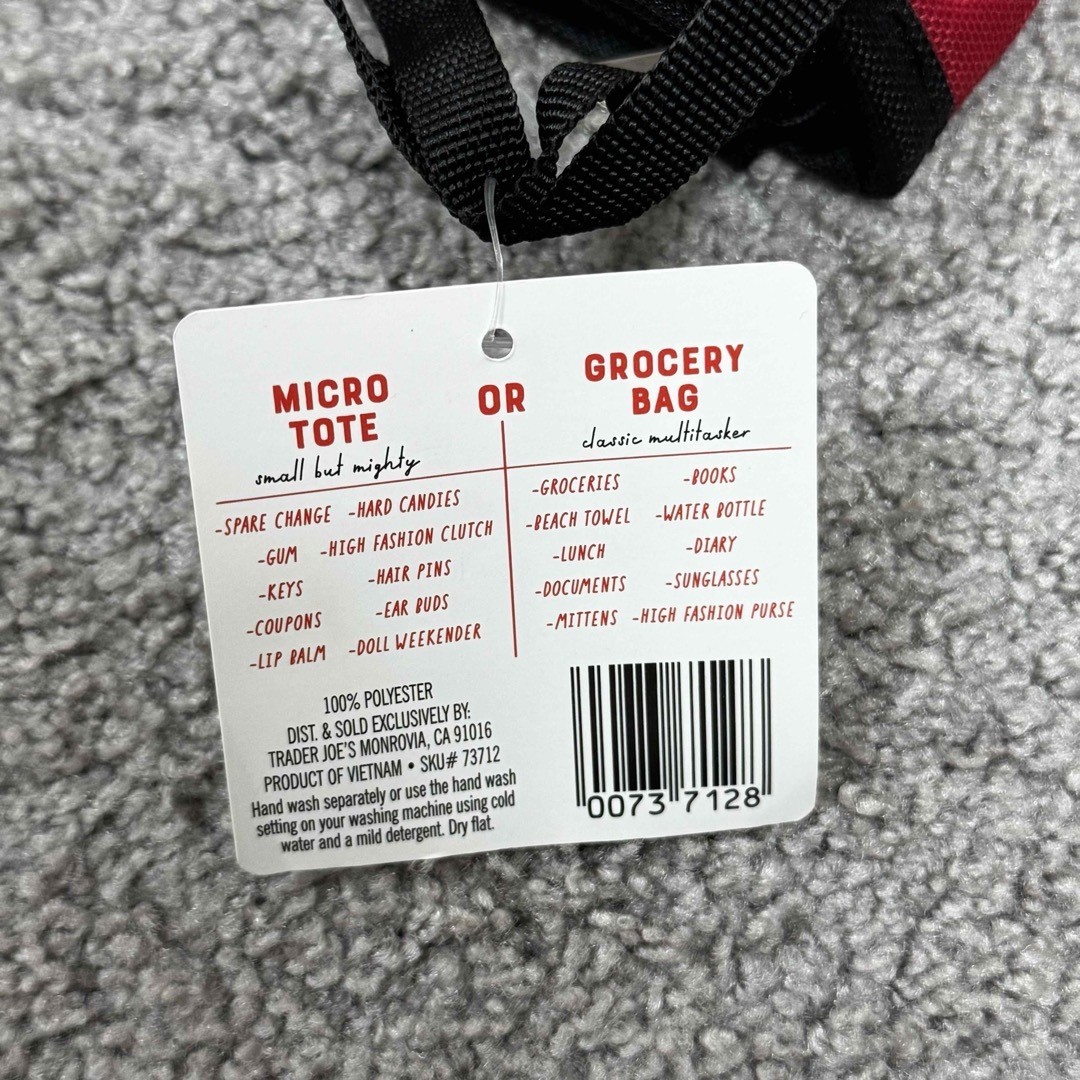 MICRO
TOTE
small but mighty
OR
GROCERY
BAG
classic multitasker
-SPARE CHANGE -HARD CANDIES
-GUM -HIGH FASHION CLUTCH
-KEYS -HAIR PINS
-COUPONS -EAR BUDS
-LIP BALM -DOLL WEEKENDER
-GROCERIES -BOOKS
-BEACH TOWEL -WATER BOTTLE
-LUNCH -DIARY
-DOCUMENTS -SUNGLASSES
-MITTENS -HIGH FASHION PURSE
100% POLYESTER
DIST. & SOLD EXCLUSIVELY BY:
TRADER JOE'S MONROVIA, CA 91016
PRODUCT OF VIETNAM • SKU# 73712
Hand wash separately or use the hand wash
setting on your washing machine using cold
water and a mild detergent. Dry flat.
0073 7128